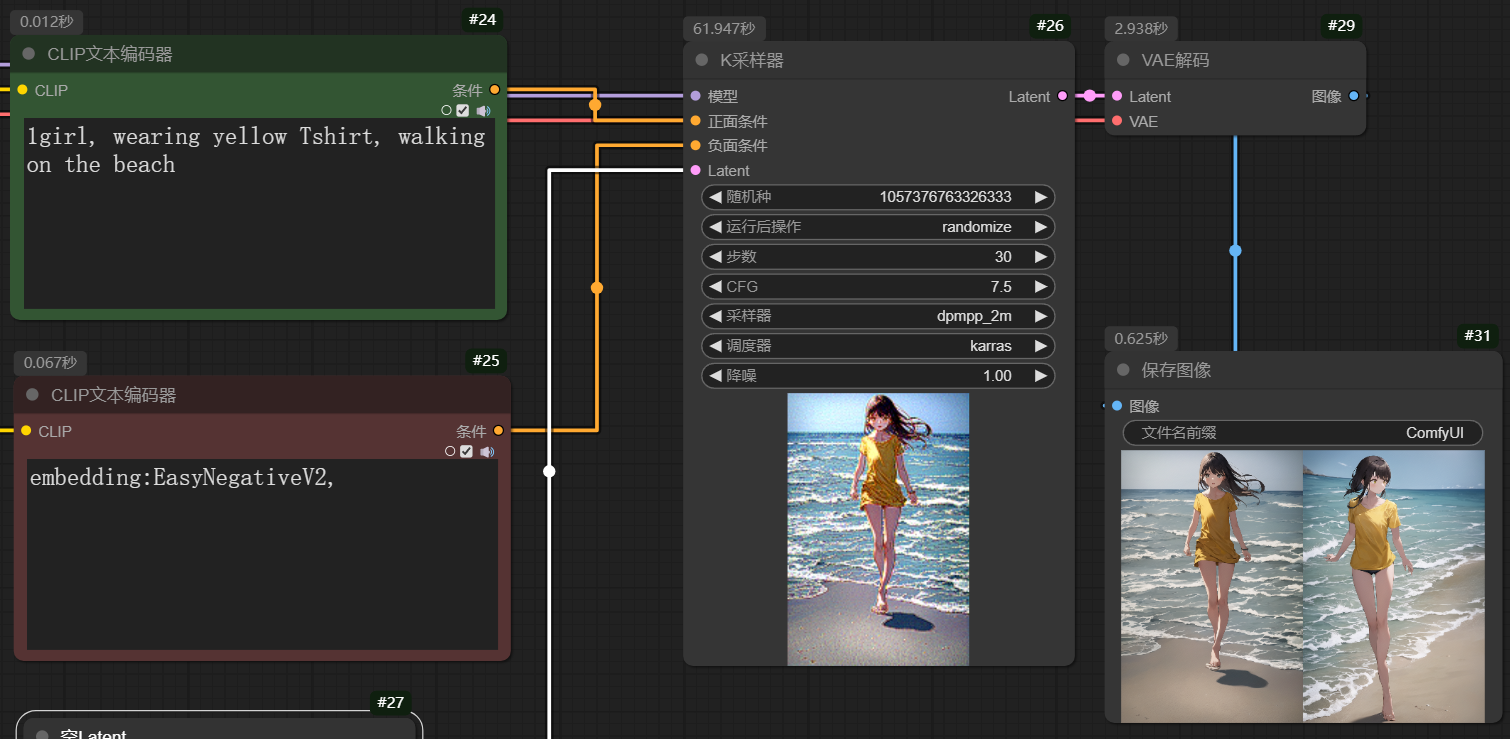 0.012秒
#24
CLIP文本编码器
CLIP
条件
1girl, wearing yellow Tshirt, walking
on the beach
0.067秒
#25
CLIP文本编码器
CLIP
条件
embedding:EasyNegativeV2,
#27
空Latent
61.947秒
#26
K采样器
模型
Latent
正面条件
负面条件
Latent
随机种 1057376763326333
运行后操作 randomize
步数 30
CFG 7.5
采样器 dpmpp_2m
调度器 karras
降噪 1.00
2.938秒
#29
VAE解码
Latent
图像
VAE
0.625秒
#31
保存图像
图像
文件名前缀 ComfyUI